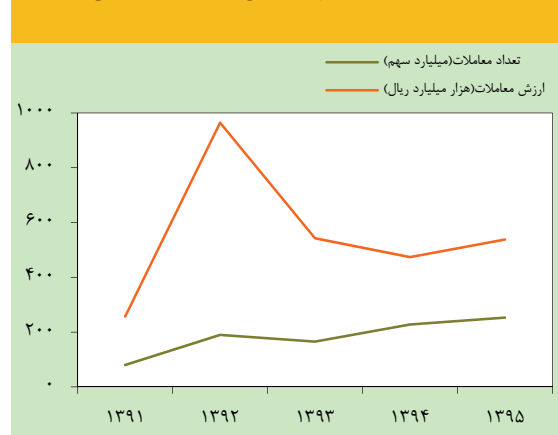 تعداد معاملات(میلیارد سهم)
ارزش معاملات(هزار میلیارد ریال)
۱۰۰۰
۸۰۰
۶۰۰
۴۰۰
۲۰۰
۰
۱۳۹۱ ۱۳۹۲ ۱۳۹۳ ۱۳۹۴ ۱۳۹۵